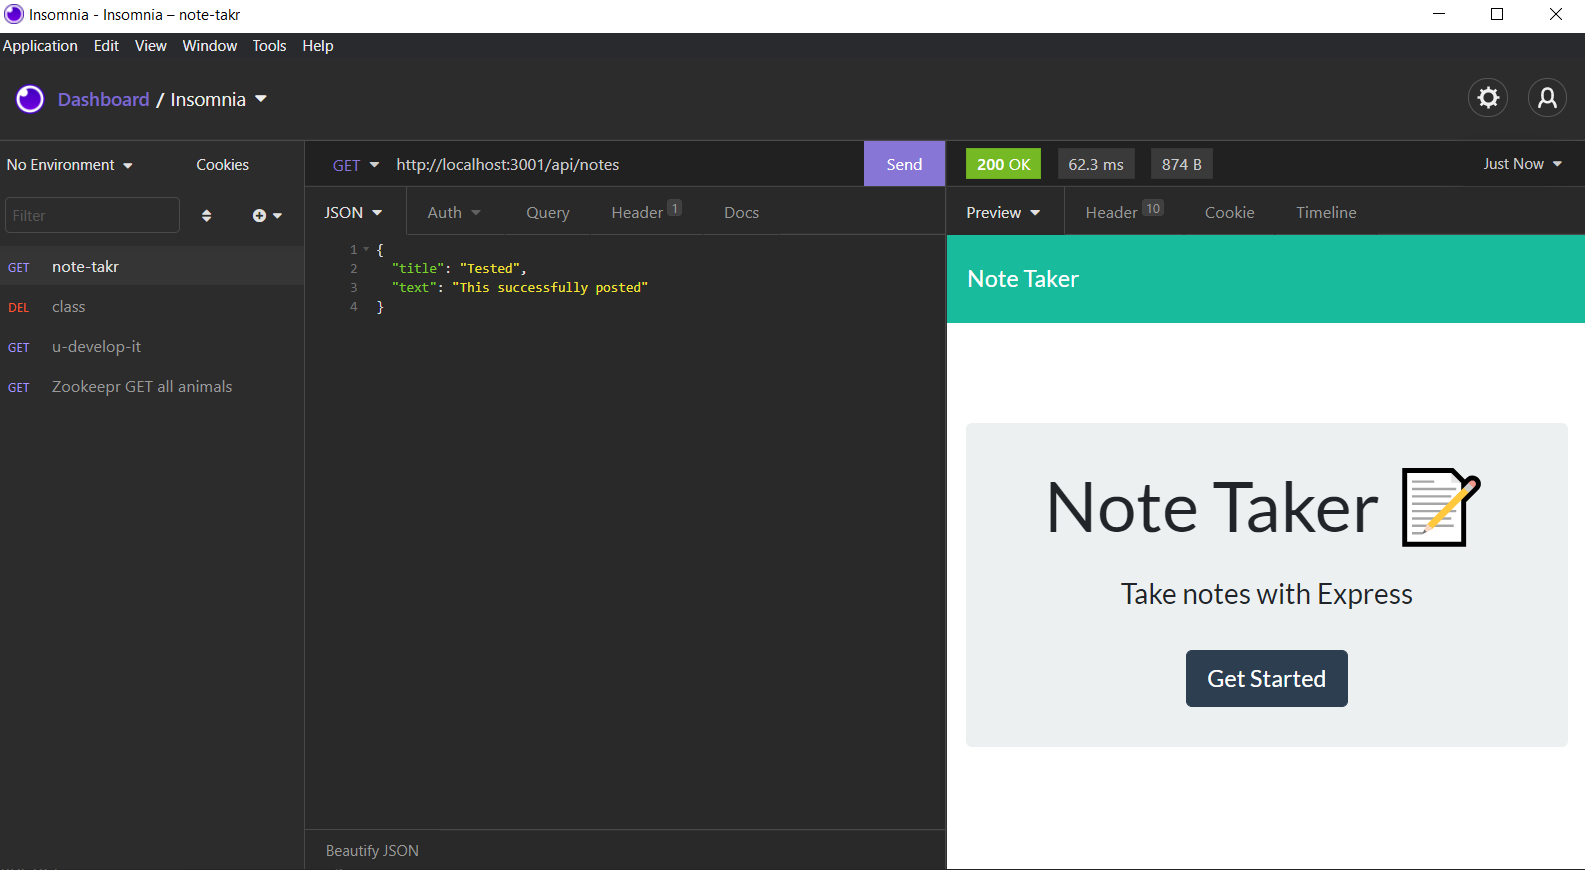 Insomnia - Insomnia – note-takr
Application Edit View Window Tools Help
Dashboard / Insomnia
No Environment Cookies
Filter
GET note-takr
DEL class
GET u-develop-it
GET Zookeepr GET all animals
GET http://localhost:3001/api/notes Send
JSON Auth Query Header 1 Docs
1 {
2 "title": "Tested",
3 "text": "This successfully posted"
4 }
Beautify JSON
200 OK 62.3 ms 874 B Just Now
Preview Header 10 Cookie Timeline
Note Taker
Note Taker
Take notes with Express
Get Started